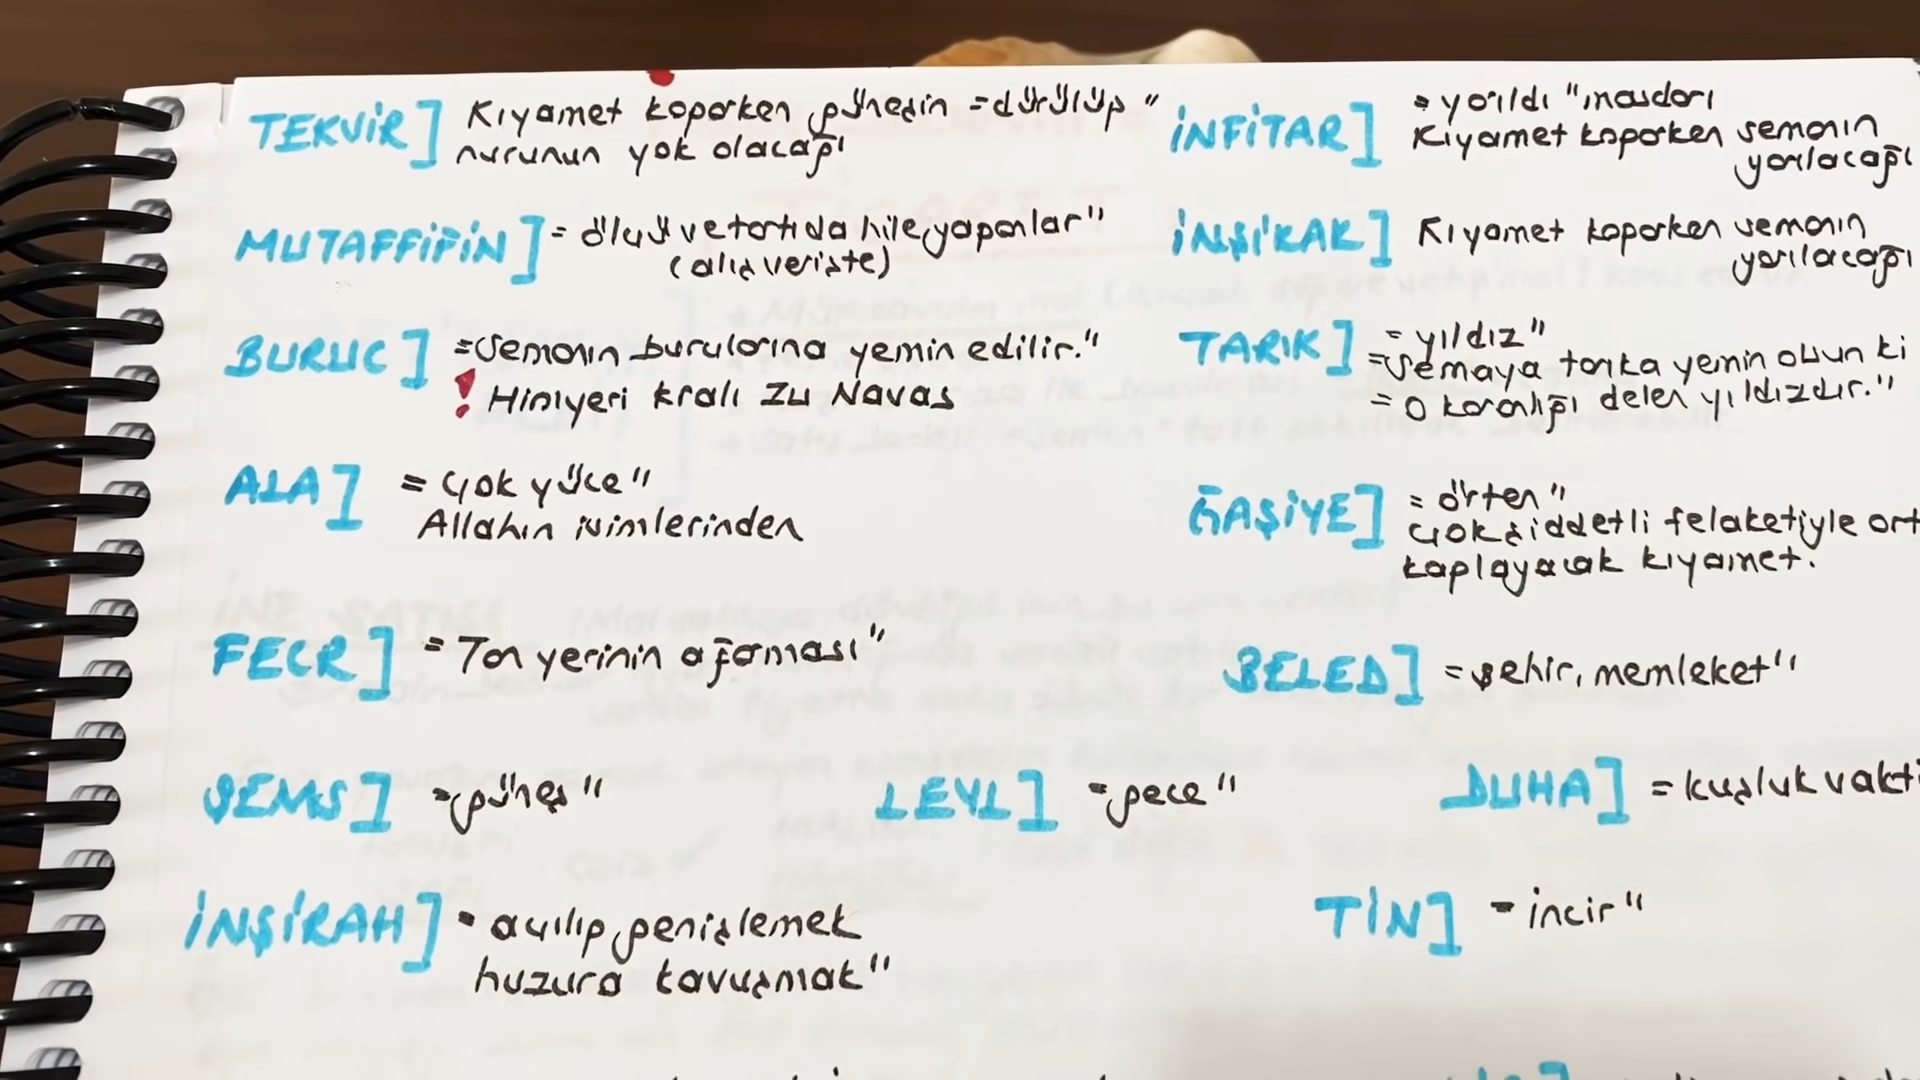 TEKVİR] Kıyamet koparken güneşin "dürülüp"
nurunun yok olacağı
İNFİTAR] "yarıldı" masdarı
Kıyamet koparken semanın
yarılacağı
MUTAFFİFİN] "ölçü ve tartıda hile yapanlar"
(alışverişte)
İNŞİKAK] Kıyamet koparken semanın
yarılacağı
BURUC] "semanın burçlarına yemin edilir."
! Himyeri kralı Zu Navas
TARIK] "yıldız"
"semaya tarıka yemin olsun ki
"O karanlığı delen yıldızdır."
ALA] "çok yüce"
Allahın isimlerinden
ĞAŞİYE] "örten"
çok şiddetli felaketiyle ort
kaplayacak kıyamet.
FECR] "Tan yerinin ağarması"
BELED] "şehir, memleket"
ŞEMS] "güneş"
LEYL] "gece"
DUHA] "kuşluk vakti
İNŞİRAH] "açılıp genişlemek
huzura kavuşmak"
TİN] "incir"